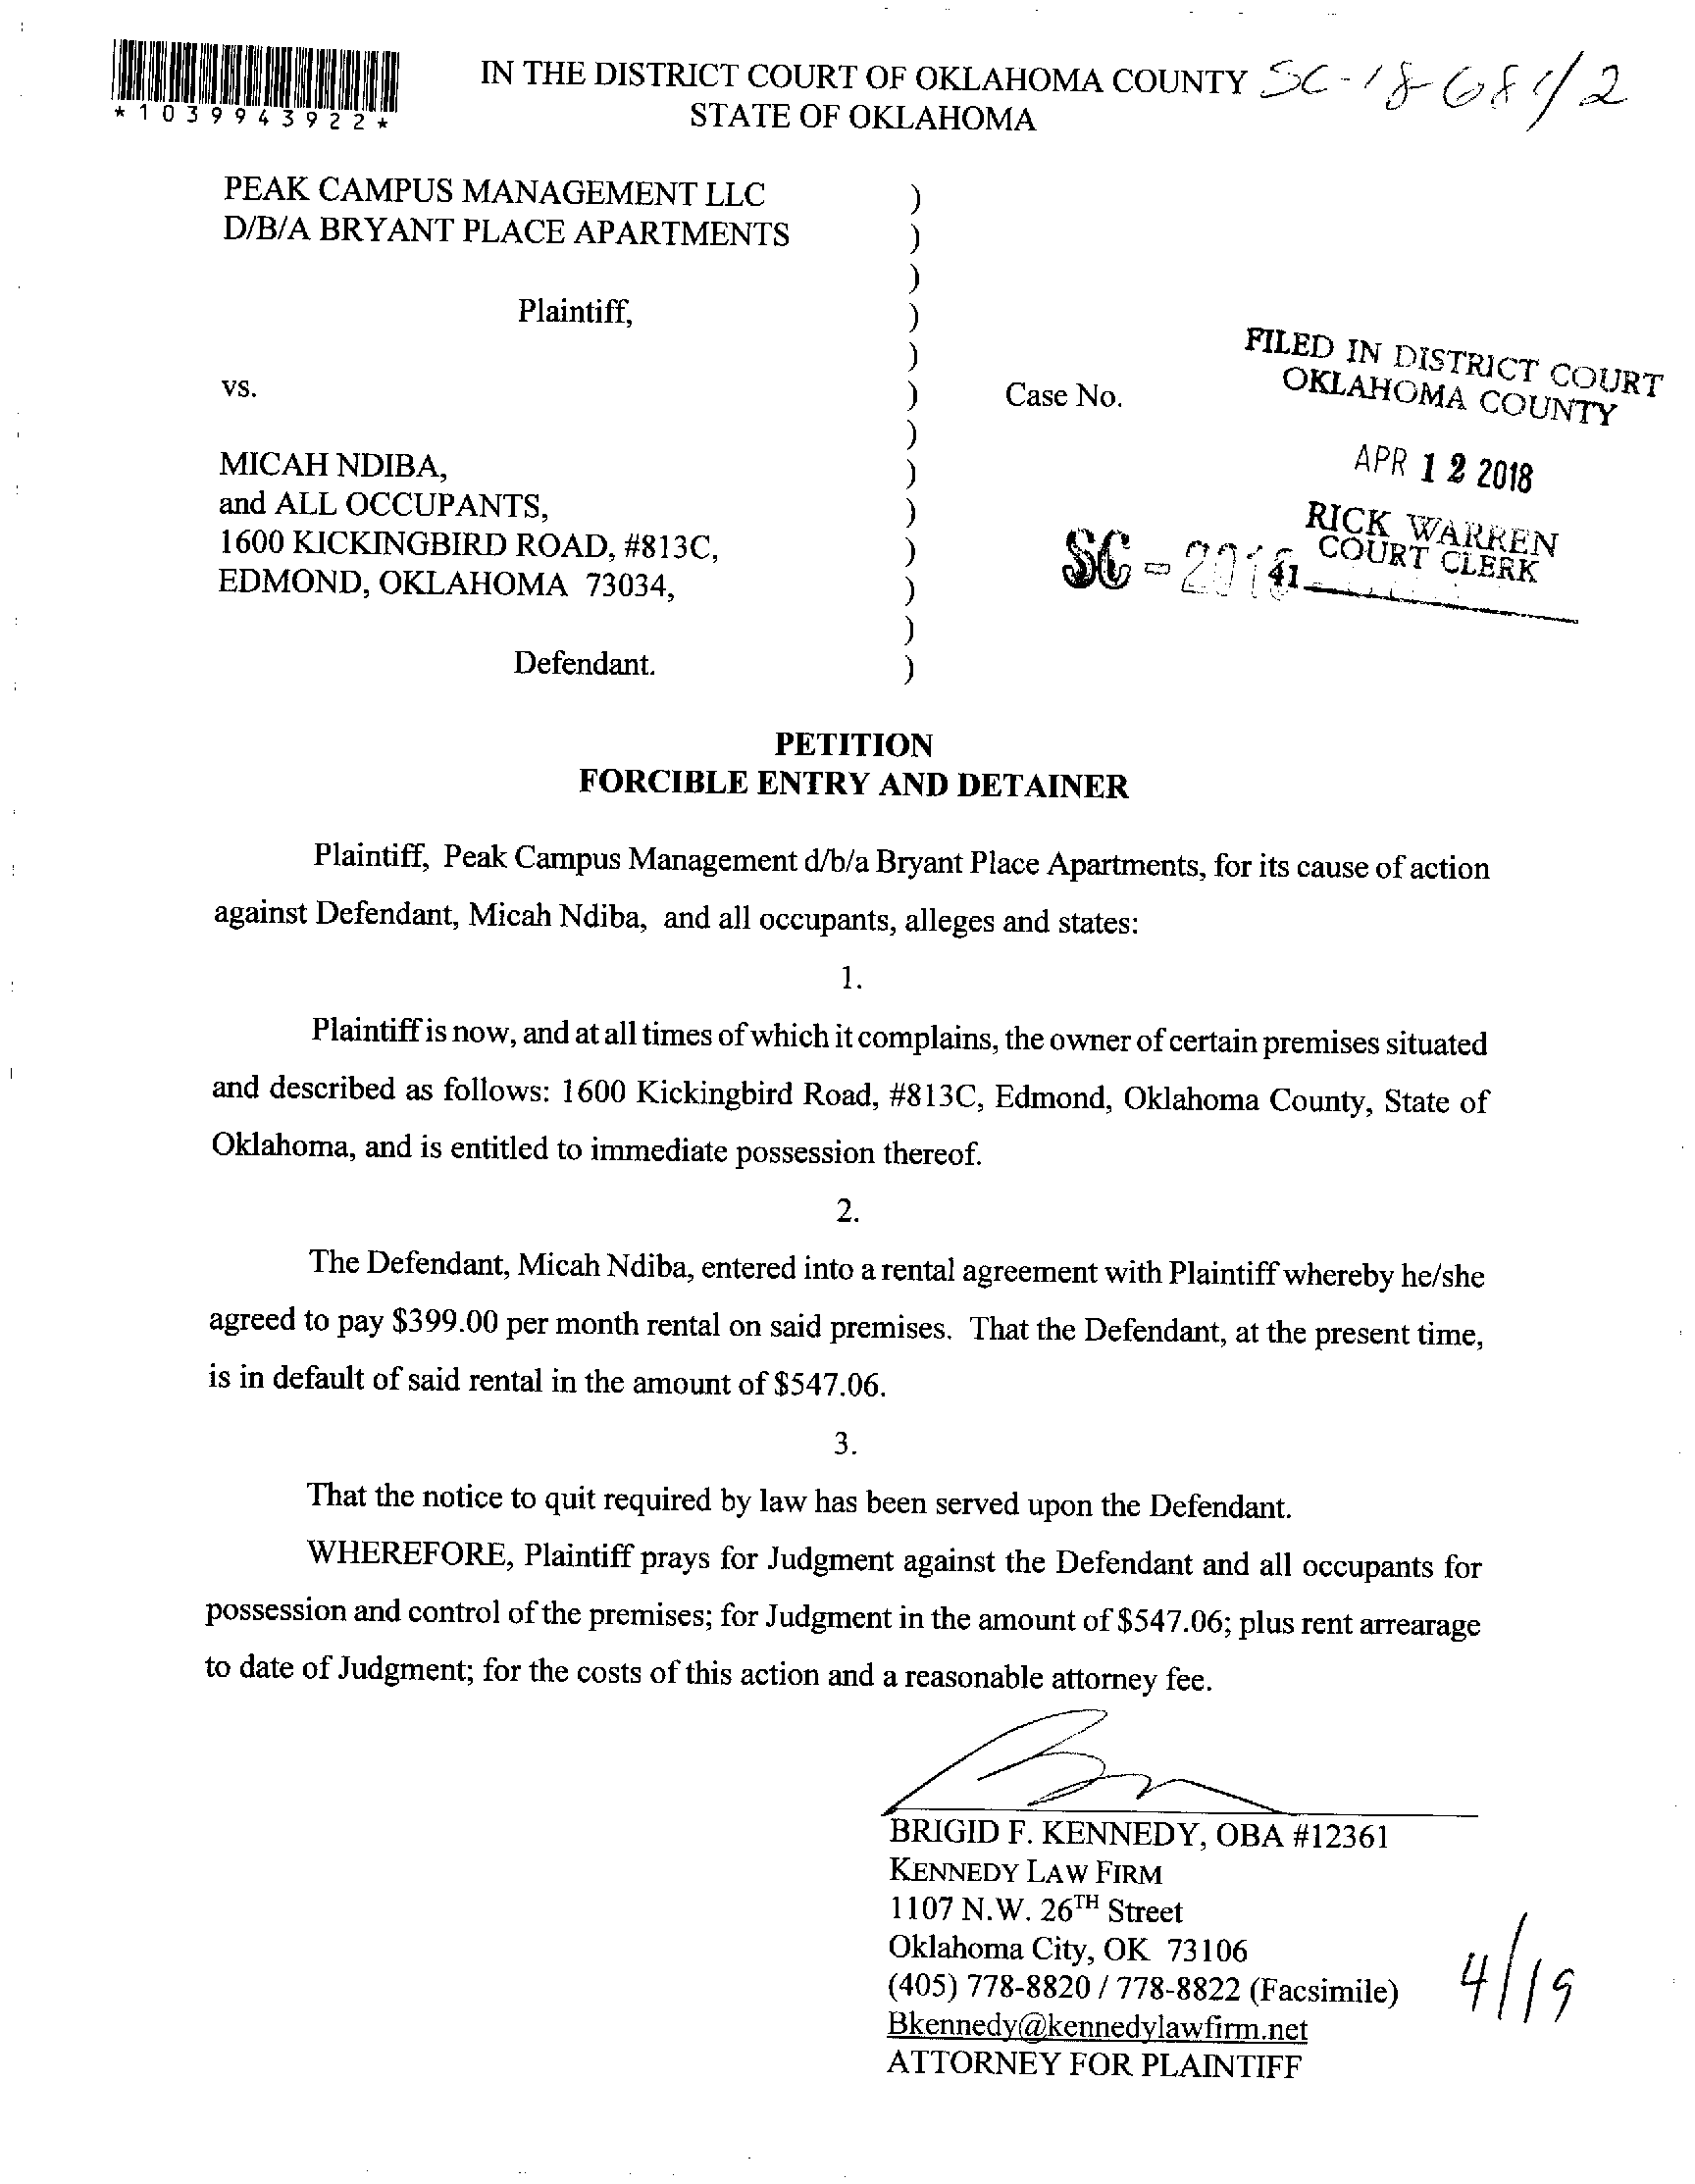 *1039943922*
IN THE DISTRICT COURT OF OKLAHOMA COUNTY
STATE OF OKLAHOMA
PEAK CAMPUS MANAGEMENT LLC )
D/B/A BRYANT PLACE APARTMENTS )
)
Plaintiff, )
)
vs. ) Case No.
)
MICAH NDIBA, )
and ALL OCCUPANTS, )
1600 KICKINGBIRD ROAD, #813C, )
EDMOND, OKLAHOMA 73034, )
)
Defendant. )
FILED IN DISTRICT COURT
OKLAHOMA COUNTY
APR 12 2018
RICK WARREN
COURT CLERK
41
SC -
PETITION
FORCIBLE ENTRY AND DETAINER
Plaintiff, Peak Campus Management d/b/a Bryant Place Apartments, for its cause of action
against Defendant, Micah Ndiba, and all occupants, alleges and states:
1.
Plaintiff is now, and at all times of which it complains, the owner of certain premises situated
and described as follows: 1600 Kickingbird Road, #813C, Edmond, Oklahoma County, State of
Oklahoma, and is entitled to immediate possession thereof.
2.
The Defendant, Micah Ndiba, entered into a rental agreement with Plaintiff whereby he/she
agreed to pay $399.00 per month rental on said premises. That the Defendant, at the present time,
is in default of said rental in the amount of $547.06.
3.
That the notice to quit required by law has been served upon the Defendant.
WHEREFORE, Plaintiff prays for Judgment against the Defendant and all occupants for
possession and control of the premises; for Judgment in the amount of $547.06; plus rent arrearage
to date of Judgment; for the costs of this action and a reasonable attorney fee.
BRIGID F. KENNEDY, OBA #12361
KENNEDY LAW FIRM
1107 N.W. 26TH Street
Oklahoma City, OK 73106
(405) 778-8820 / 778-8822 (Facsimile)
Bkennedy@kennedylawfirm.net
ATTORNEY FOR PLAINTIFF
4/19